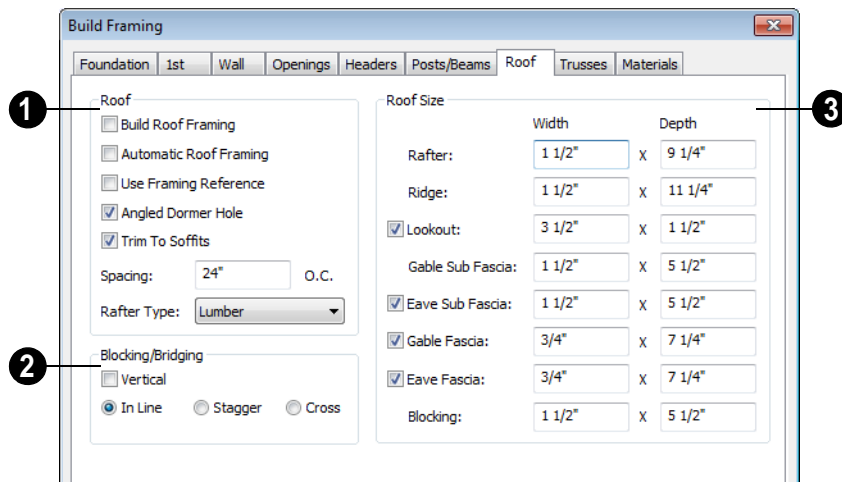 Build Framing
Foundation 1st Wall Openings Headers Posts/Beams Roof Trusses Materials
1
Roof
Build Roof Framing
Automatic Roof Framing
Use Framing Reference
Angled Dormer Hole
Trim To Soffits
Spacing: 24" O.C.
Rafter Type: Lumber
2
Blocking/Bridging
Vertical
In Line Stagger Cross
3
Roof Size
Width Depth
Rafter: 1 1/2" X 9 1/4"
Ridge: 1 1/2" X 11 1/4"
Lookout: 3 1/2" X 1 1/2"
Gable Sub Fascia: 1 1/2" X 5 1/2"
Eave Sub Fascia: 1 1/2" X 5 1/2"
Gable Fascia: 3/4" X 7 1/4"
Eave Fascia: 3/4" X 7 1/4"
Blocking: 1 1/2" X 5 1/2"